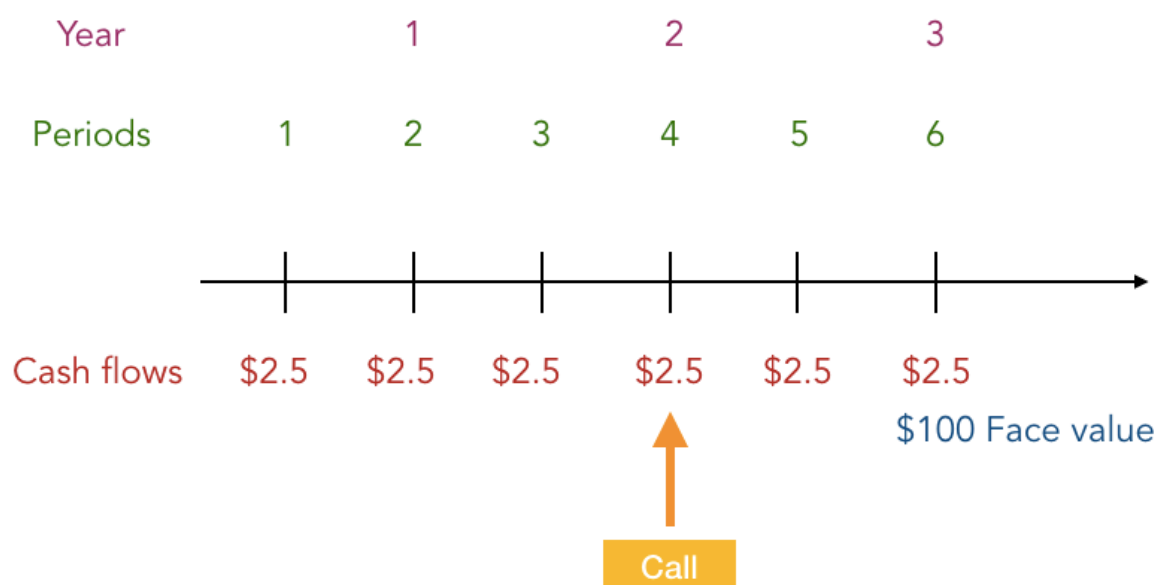 Year 1 2 3
Periods 1 2 3 4 5 6
Cash flows $2.5 $2.5 $2.5 $2.5 $2.5 $2.5
$100 Face value
Call